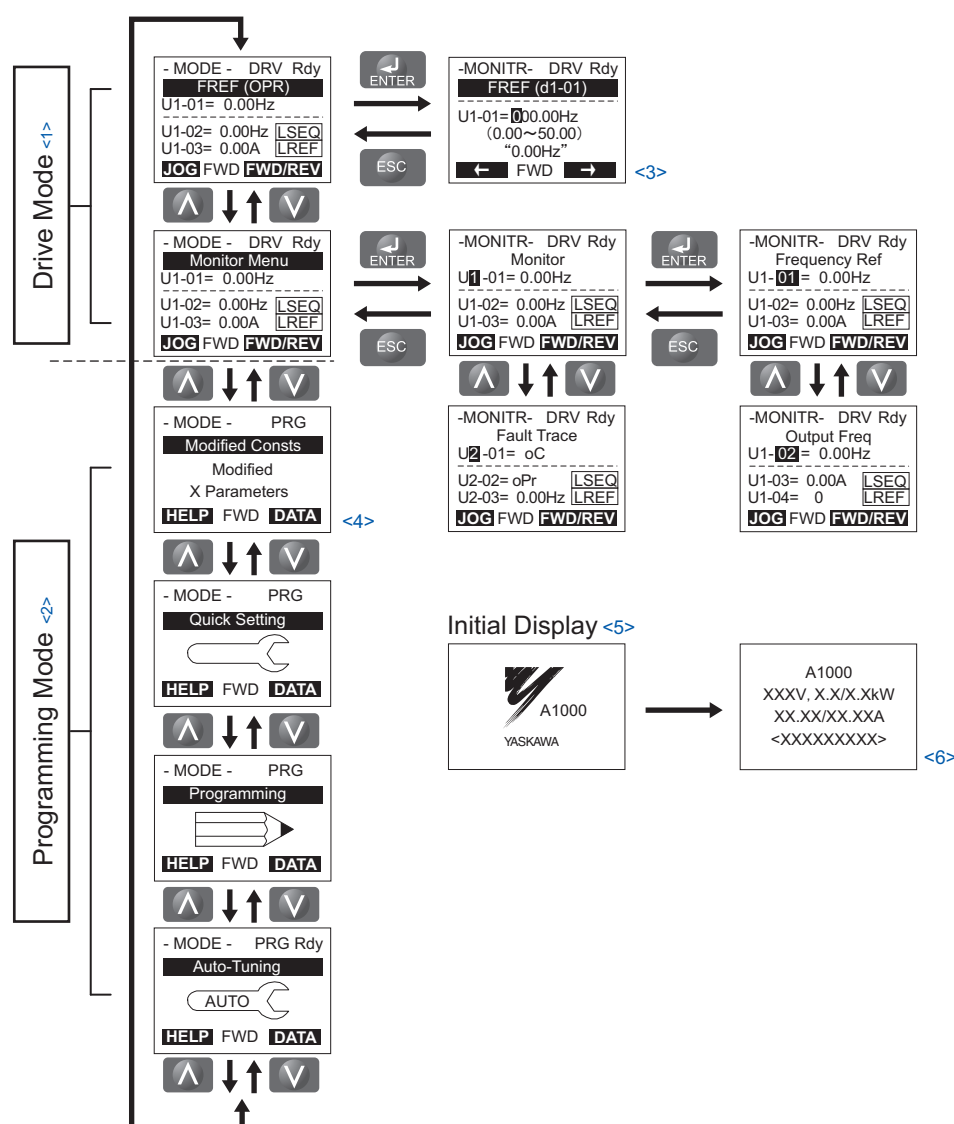 Drive Mode <1>
- MODE - DRV Rdy
FREF (OPR)
U1-01= 0.00Hz
U1-02= 0.00Hz LSEQ
U1-03= 0.00A LREF
JOG FWD FWD/REV
ENTER
ESC
-MONITR- DRV Rdy
FREF (d1-01)
U1-01= 000.00Hz
(0.00~50.00)
“0.00Hz”
← FWD →
<3>
- MODE - DRV Rdy
Monitor Menu
U1-01= 0.00Hz
U1-02= 0.00Hz LSEQ
U1-03= 0.00A LREF
JOG FWD FWD/REV
ENTER
ESC
-MONITR- DRV Rdy
Monitor
U1 -01= 0.00Hz
U1-02= 0.00Hz LSEQ
U1-03= 0.00A LREF
JOG FWD FWD/REV
ENTER
ESC
-MONITR- DRV Rdy
Frequency Ref
U1- 01 = 0.00Hz
U1-02= 0.00Hz LSEQ
U1-03= 0.00A LREF
JOG FWD FWD/REV
-MONITR- DRV Rdy
Fault Trace
U2 -01= oC
U2-02= oPr LSEQ
U2-03= 0.00Hz LREF
JOG FWD FWD/REV
-MONITR- DRV Rdy
Output Freq
U1- 02 = 0.00Hz
U1-03= 0.00A LSEQ
U1-04= 0 LREF
JOG FWD FWD/REV
Programming Mode <2>
- MODE - PRG
Modified Consts
Modified
X Parameters
HELP FWD DATA
<4>
- MODE - PRG
Quick Setting
HELP FWD DATA
- MODE - PRG
Programming
HELP FWD DATA
- MODE - PRG Rdy
Auto-Tuning
AUTO
HELP FWD DATA
Initial Display <5>
A1000
YASKAWA
A1000
XXXV, X.X/X.XkW
XX.XX/XX.XXA
<XXXXXXXXX>
<6>